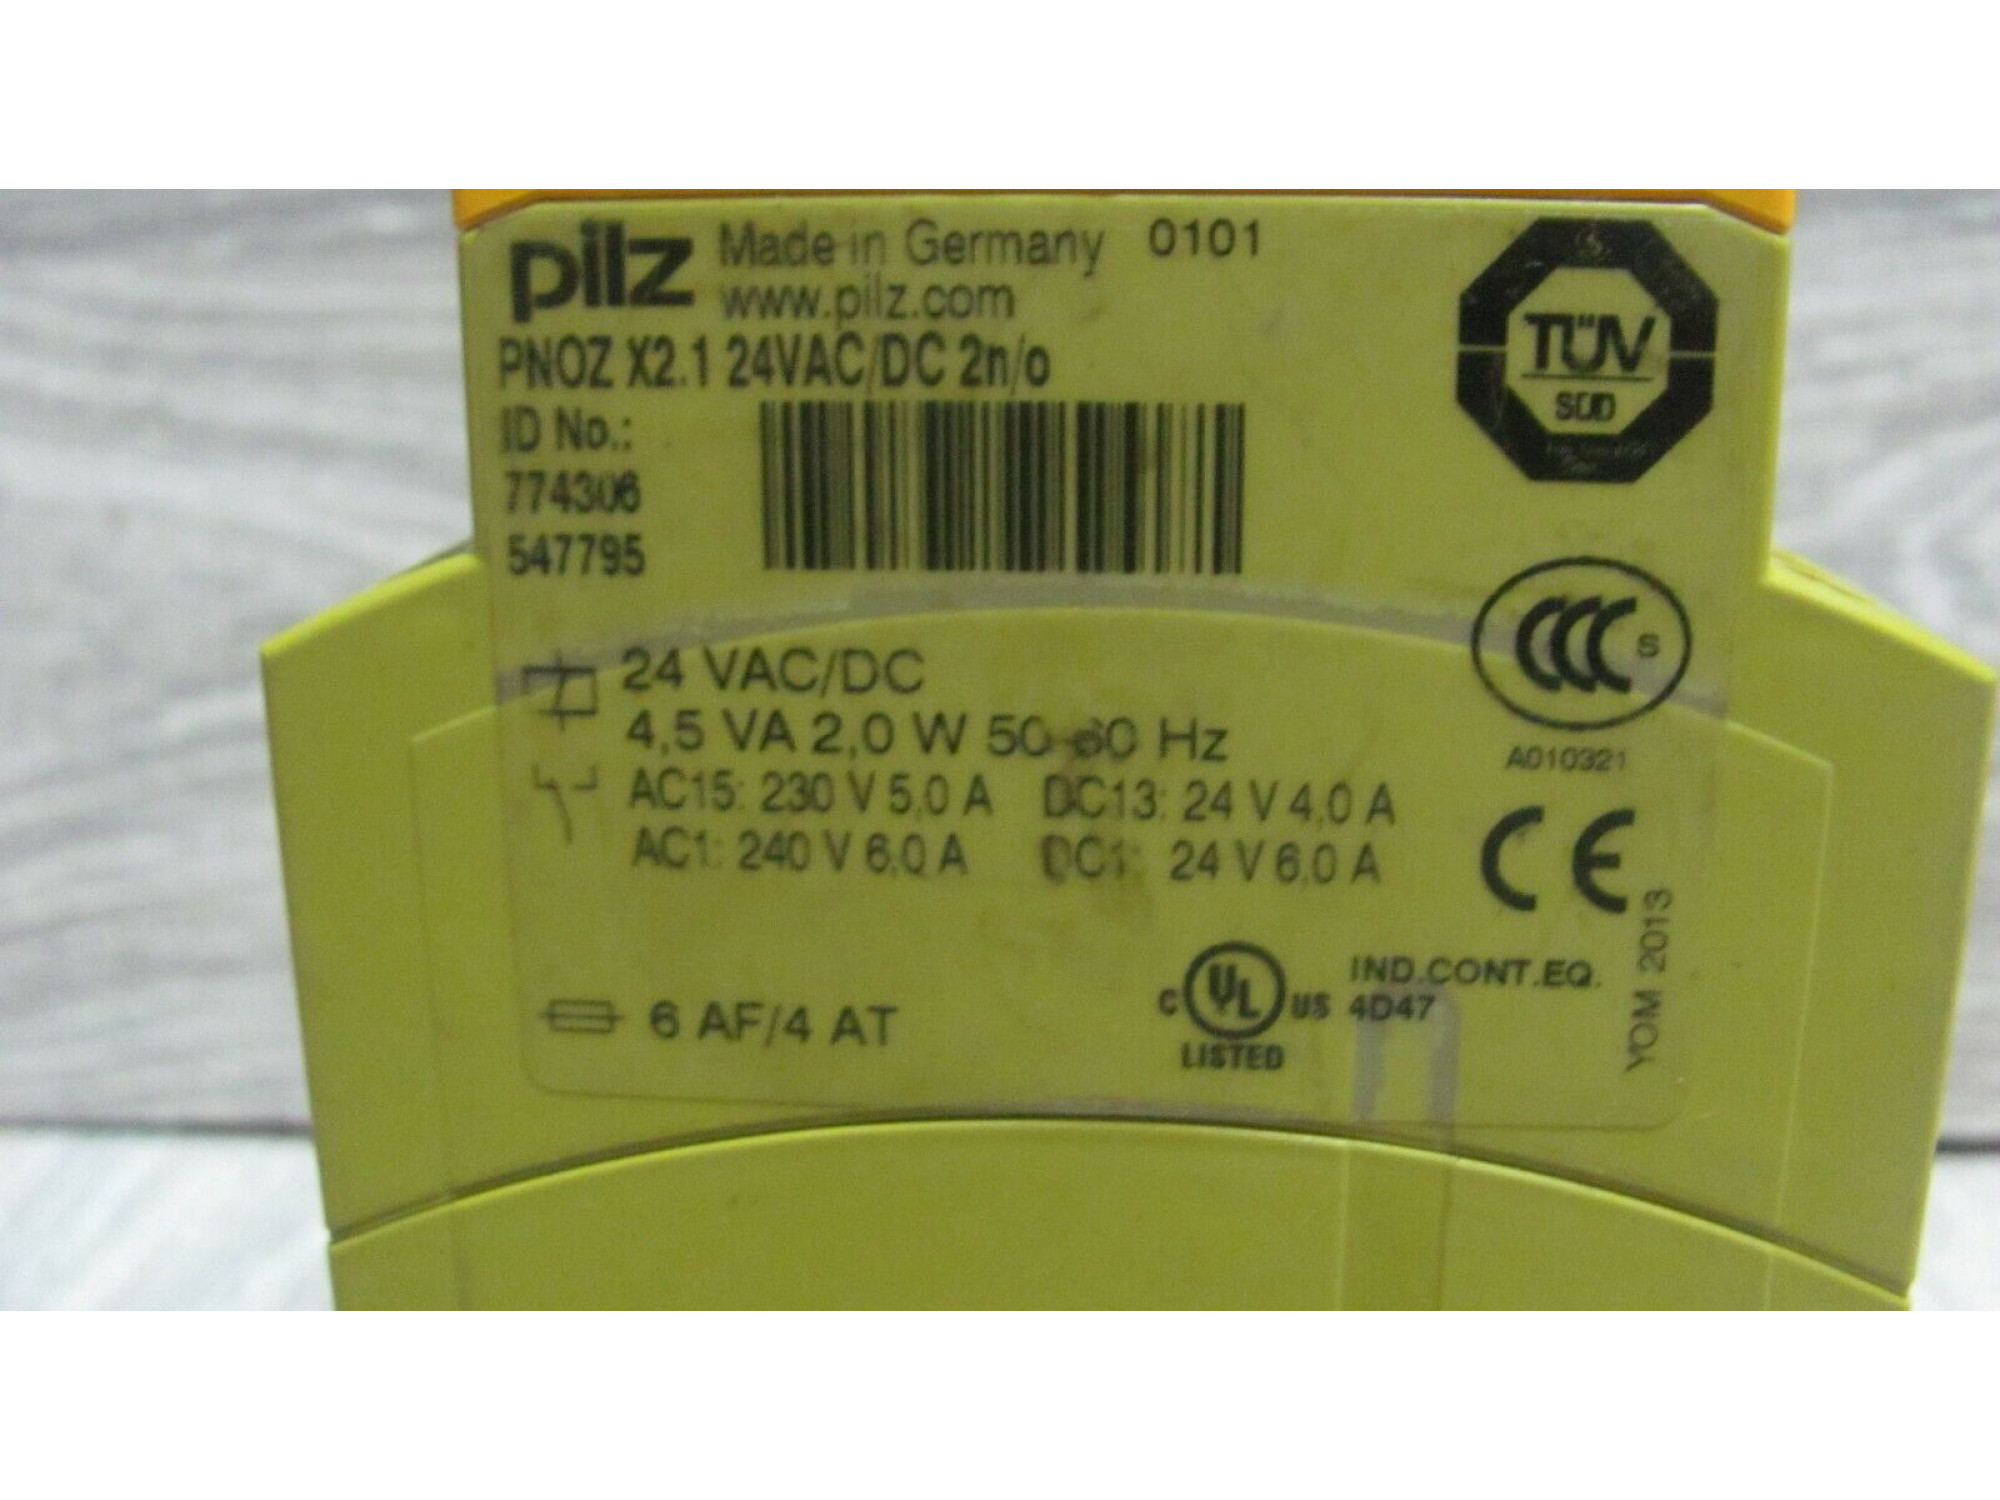 pilz Made in Germany 0101
www.pilz.com
PNOZ X2.1 24VAC/DC 2n/o
ID No.:
774306
547795
TÜV
SÜD
24 VAC/DC
4,5 VA 2,0 W 50-60 Hz
AC15: 230 V 5,0 A DC13: 24 V 4,0 A
AC1: 240 V 6,0 A DC1: 24 V 6,0 A
6 AF/4 AT
CCC S
A010321
CE
YOM 2013
C UL US
LISTED
IND.CONT.EQ.
4D47